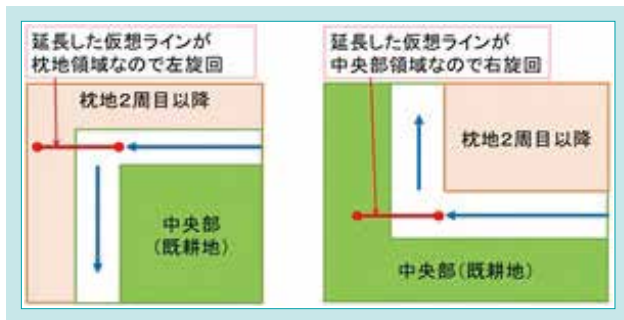 延長した仮想ラインが
枕地領域なので左旋回
枕地2周目以降
中央部
(既耕地)
延長した仮想ラインが
中央部領域なので右旋回
枕地2周目以降
中央部(既耕地)